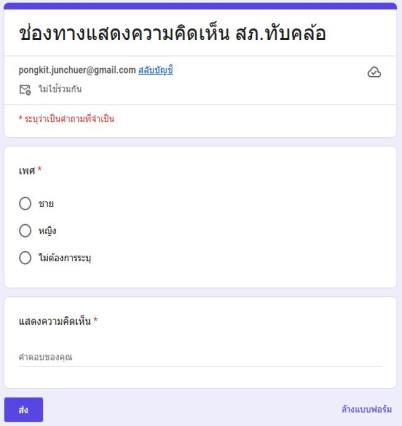 ช่องทางแสดงความคิดเห็น สภ.ทับคล้อ
pongkit.junchuer@gmail.com สลับบัญชี
ไม่ใช้ร่วมกัน
* ระบุว่าเป็นคำถามที่จำเป็น
เพศ *
ชาย
หญิง
ไม่ต้องการระบุ
แสดงความคิดเห็น *
คำตอบของคุณ
ส่ง ล้างแบบฟอร์ม